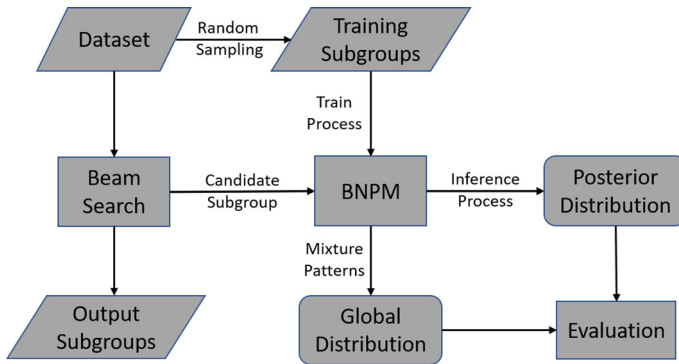 Dataset
Random
Sampling
Training
Subgroups
Train
Process
Beam
Search
Candidate
Subgroup
BNPM
Inference
Process
Posterior
Distribution
Mixture
Patterns
Output
Subgroups
Global
Distribution
Evaluation